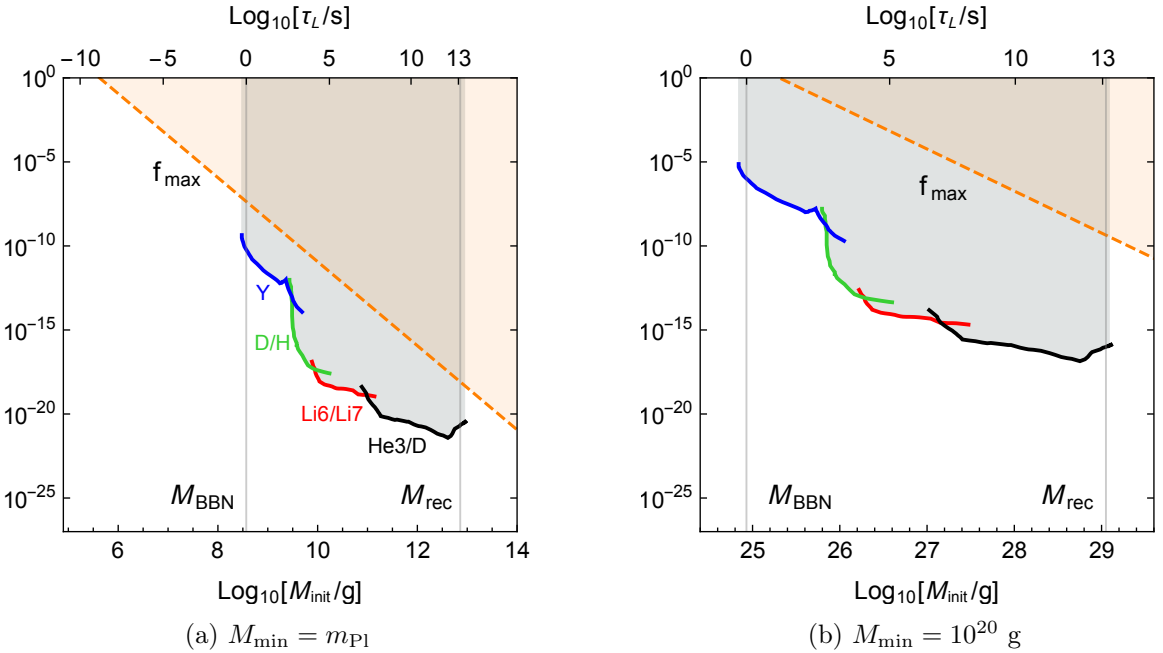 Log10[τL/s]
−10 −5 0 5 10 13
10^0
10^−5
10^−10
10^−15
10^−20
10^−25
fmax
Y
D/H
Li6/Li7
He3/D
MBBN
Mrec
6 8 10 12 14
Log10[Minit/g]
(a) Mmin = mPl
Log10[τL/s]
0 5 10 13
10^0
10^−5
10^−10
10^−15
10^−20
10^−25
fmax
MBBN
Mrec
25 26 27 28 29
Log10[Minit/g]
(b) Mmin = 10^20 g